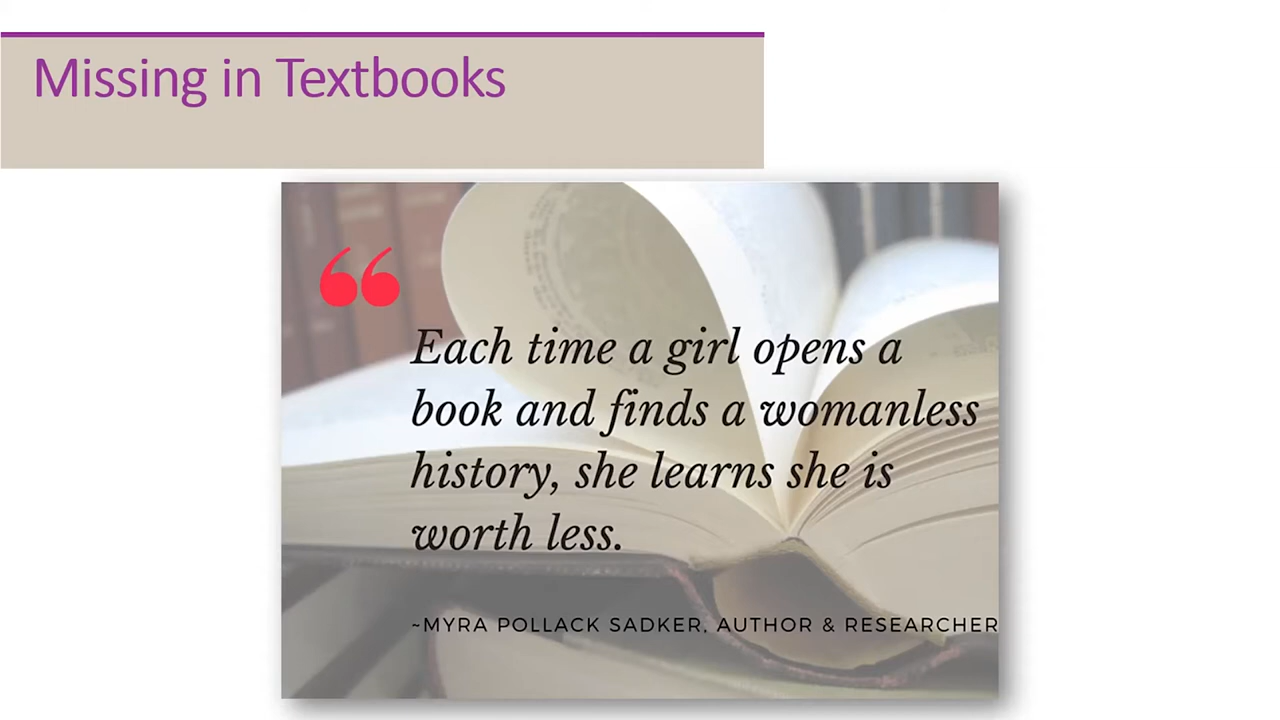 Missing in Textbooks
“
Each time a girl opens a
book and finds a womanless
history, she learns she is
worth less.
~MYRA POLLACK SADKER, AUTHOR & RESEARCHER